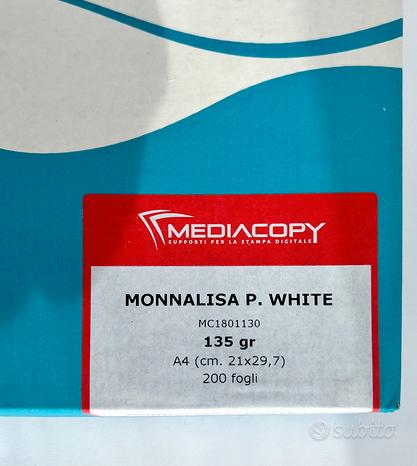 MEDIACOPY
SUPPORTI PER LA STAMPA DIGITALE
MONNALISA P. WHITE
MC1801130
135 gr
A4 (cm. 21x29,7)
200 fogli
subito